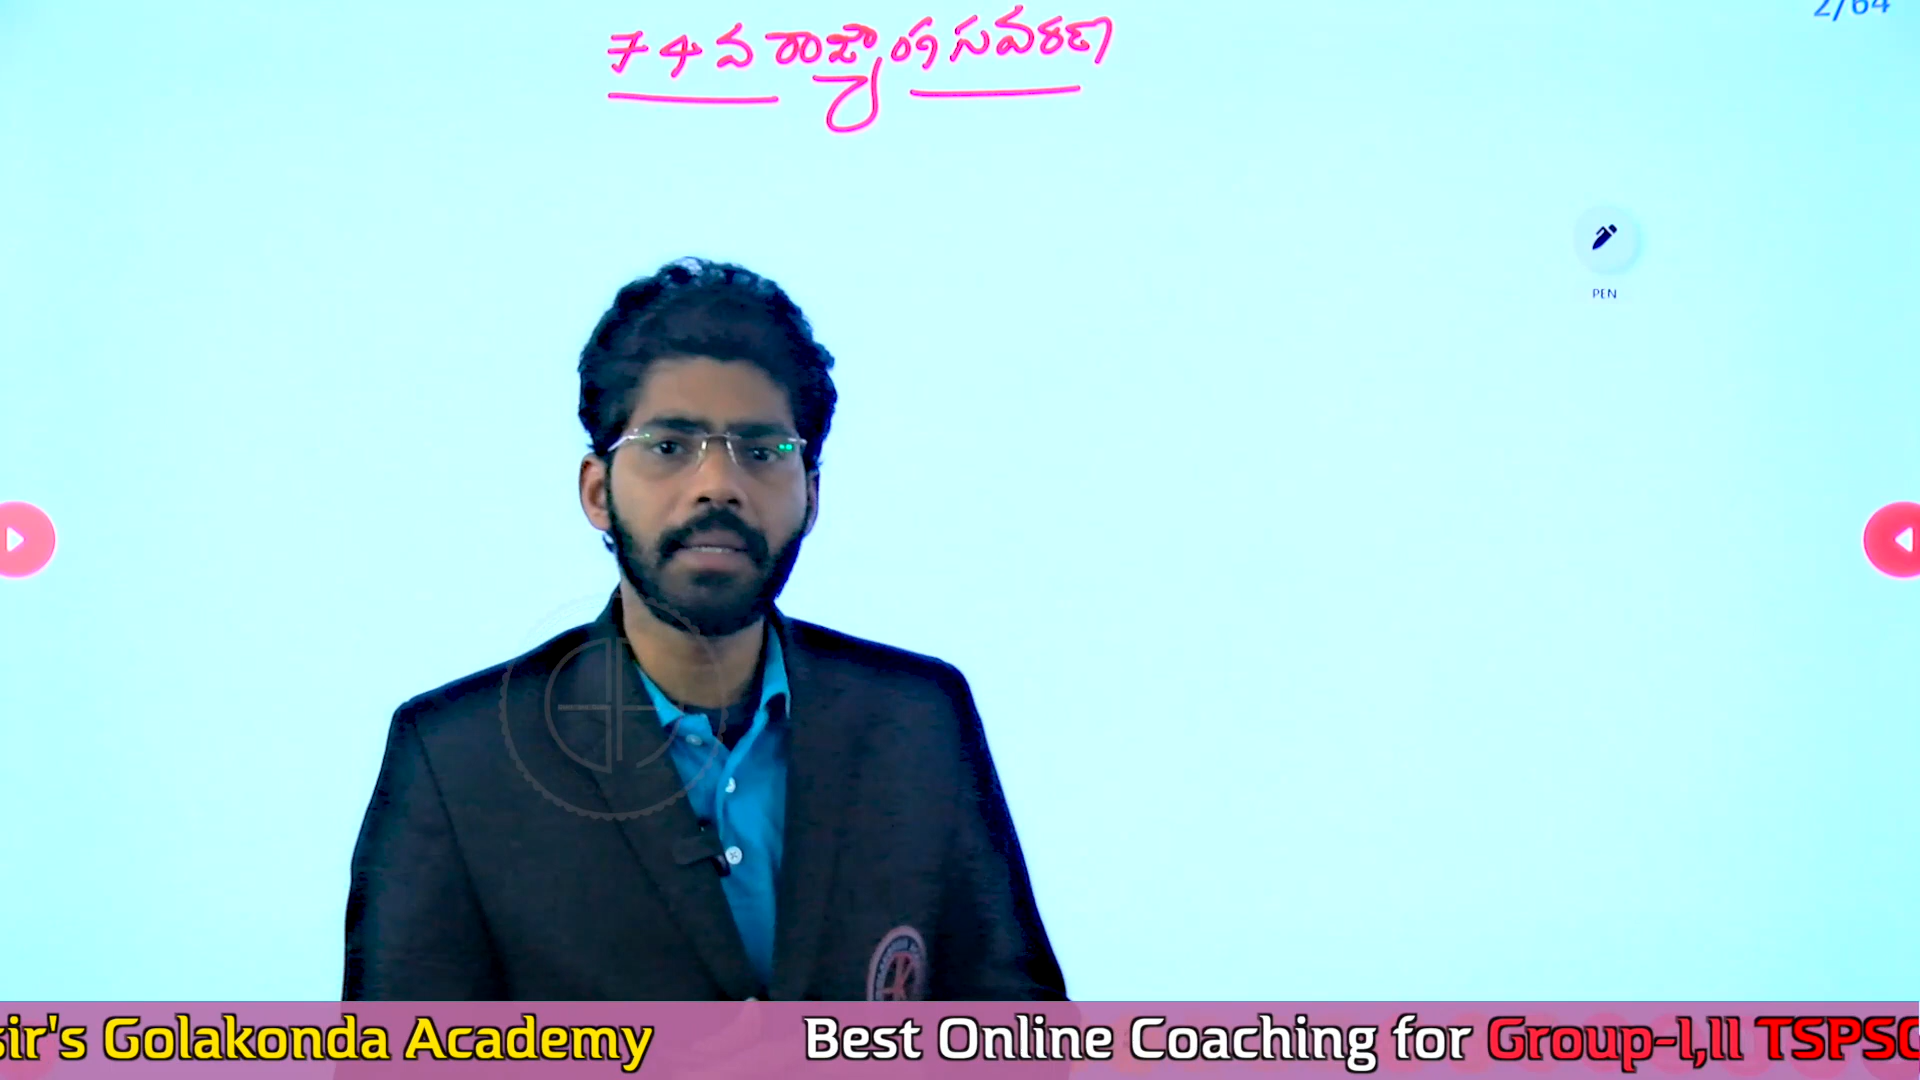 2/64
74వ రాజ్యాంగ సవరణ
PEN
sir's Golakonda Academy Best Online Coaching for Group-I,II TSPSC